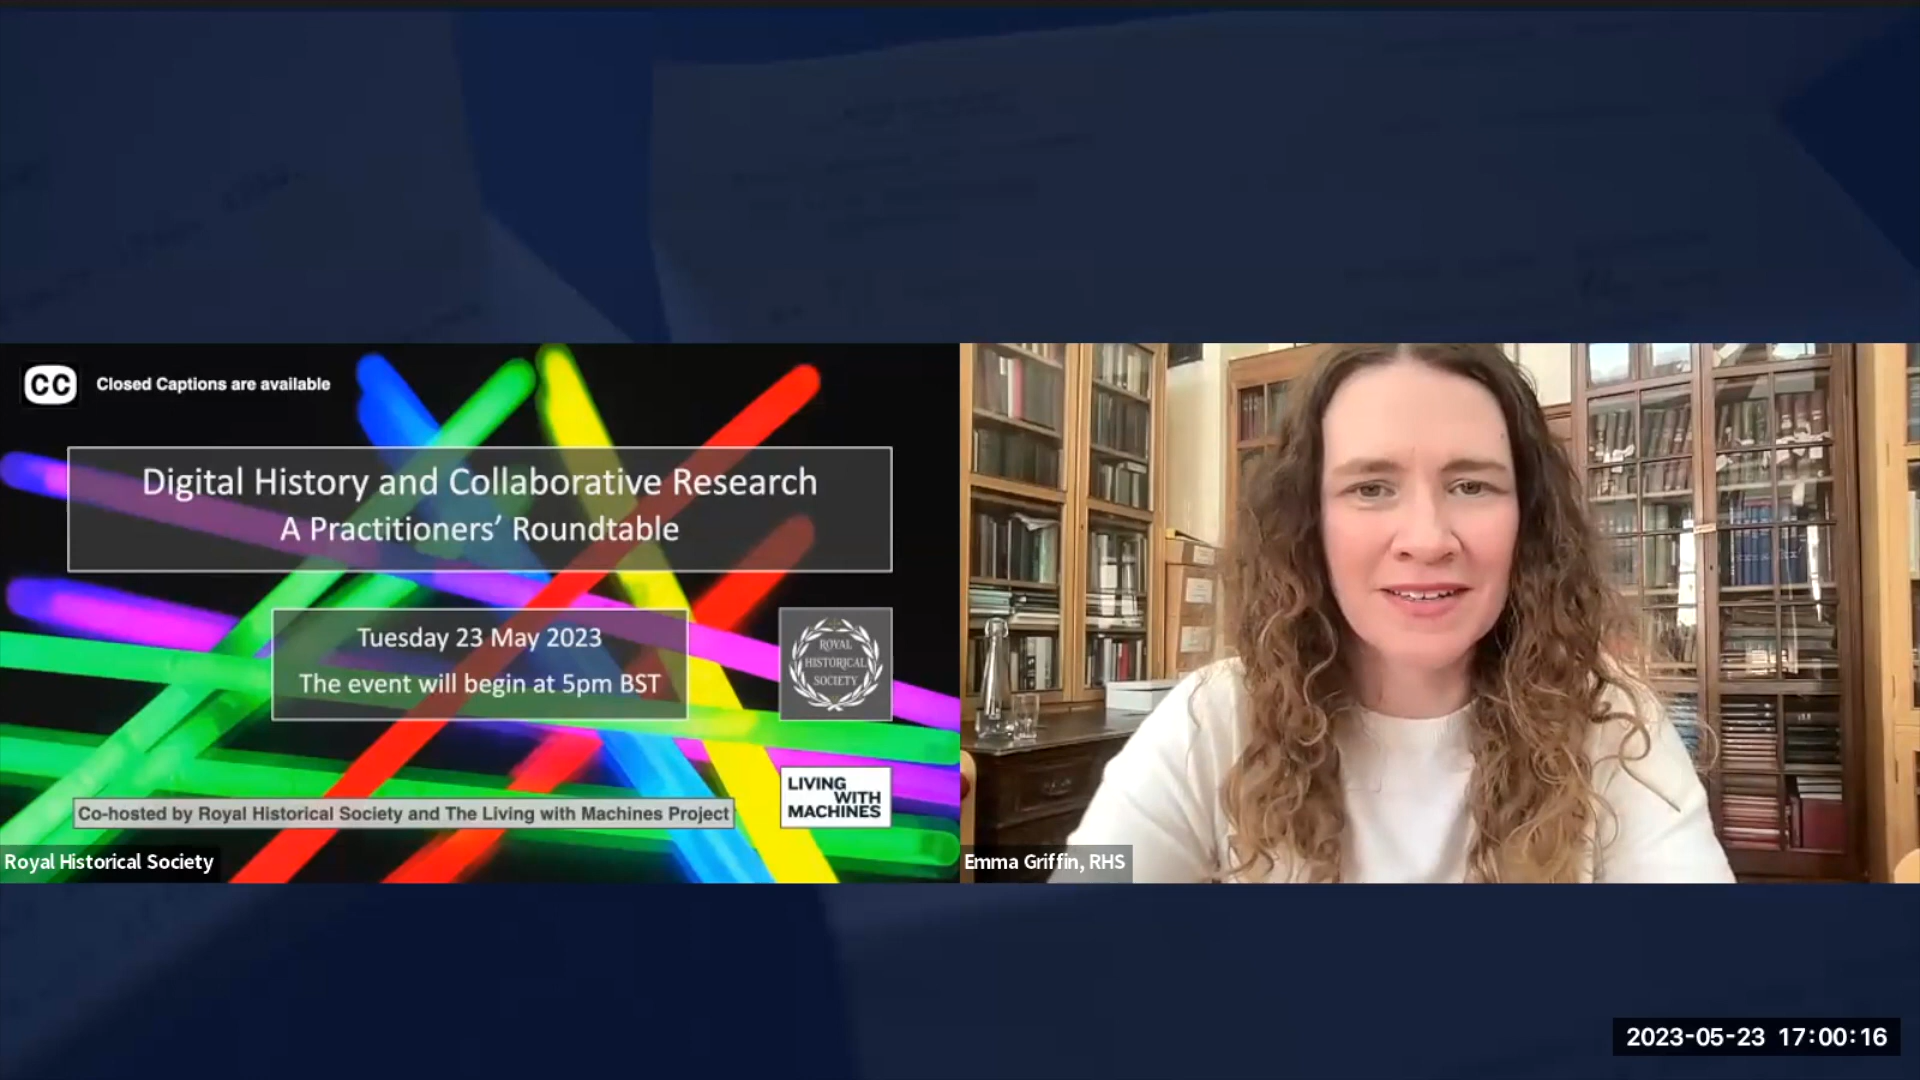 CC Closed Captions are available
Digital History and Collaborative Research
A Practitioners’ Roundtable
Tuesday 23 May 2023
The event will begin at 5pm BST
ROYAL
HISTORICAL
SOCIETY
LIVING
WITH
MACHINES
Co-hosted by Royal Historical Society and The Living with Machines Project
Royal Historical Society
Emma Griffin, RHS
2023-05-23 17:00:16